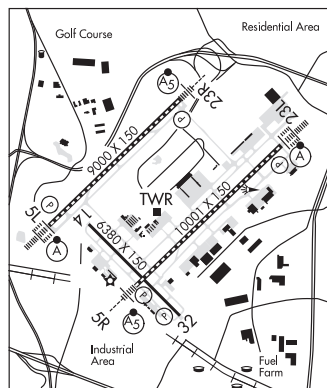 Golf Course
Residential Area
A5
23R
P
9000 X 150
23L
A
P
P
5L
A
14
TWR
6380 X 150
10001 X 150
P
P
5R
A5
32
Industrial
Area
Fuel
Farm